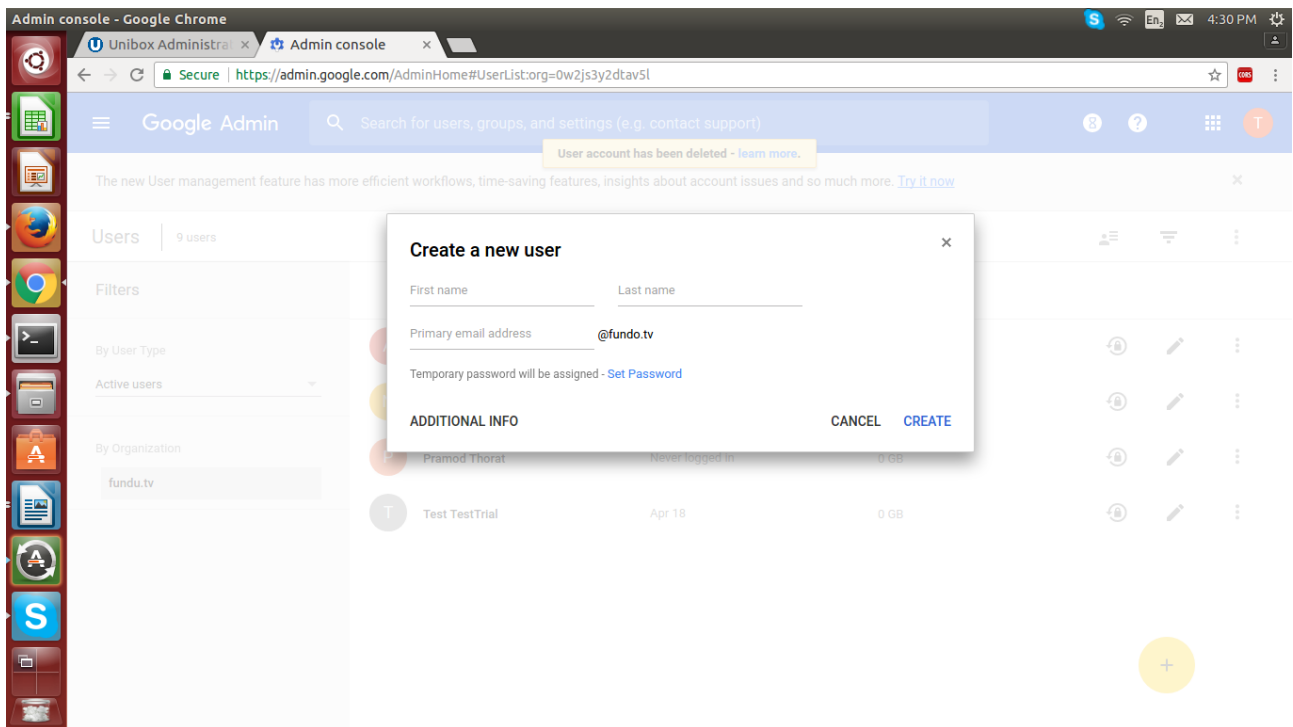 Admin console - Google Chrome
En2 4:30 PM
Unibox Administra
Admin console
Secure https://admin.google.com/AdminHome#UserList:org=0w2js3y2dtav5l
CORS
Google Admin
Search for users, groups, and settings (e.g. contact support)
8 ? T
User account has been deleted - learn more.
The new User management feature has more efficient workflows, time-saving features, insights about account issues and so much more. Try it now
Users 9 users
Create a new user
Filters
First name Last name
Primary email address @fundo.tv
By User Type
Temporary password will be assigned - Set Password
Active users
ADDITIONAL INFO CANCEL CREATE
By Organization
P Pramod Thorat Never logged in 0 GB
fundu.tv
T Test TestTrial Apr 18 0 GB